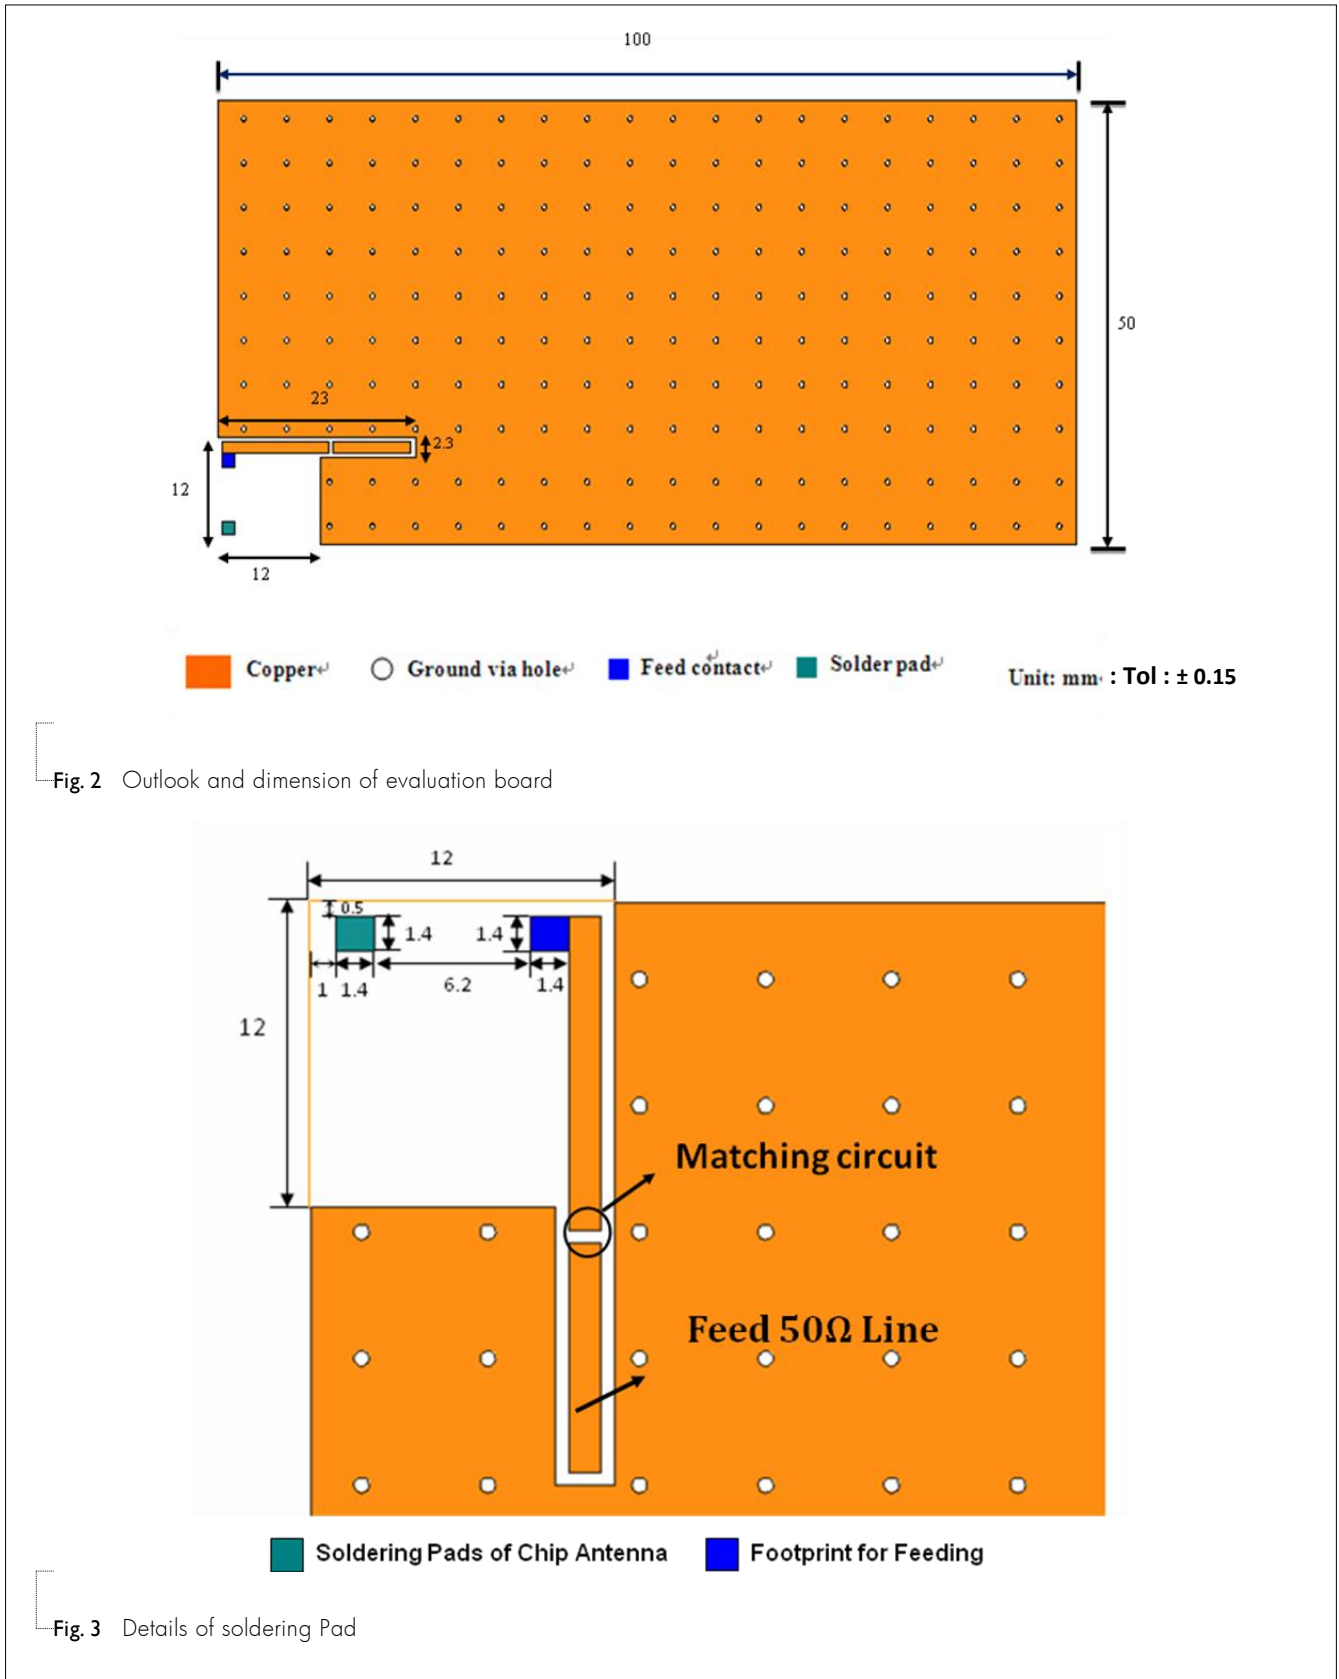 100
50
23
2.3
12
12
Copper↵ Ground via hole↵ Feed contact↵ Solder pad↵ Unit: mm : Tol : ± 0.15
Fig. 2 Outlook and dimension of evaluation board
12
0.5
1.4 1.4
1 1.4 6.2 1.4
12
Matching circuit
Feed 50Ω Line
Soldering Pads of Chip Antenna Footprint for Feeding
Fig. 3 Details of soldering Pad